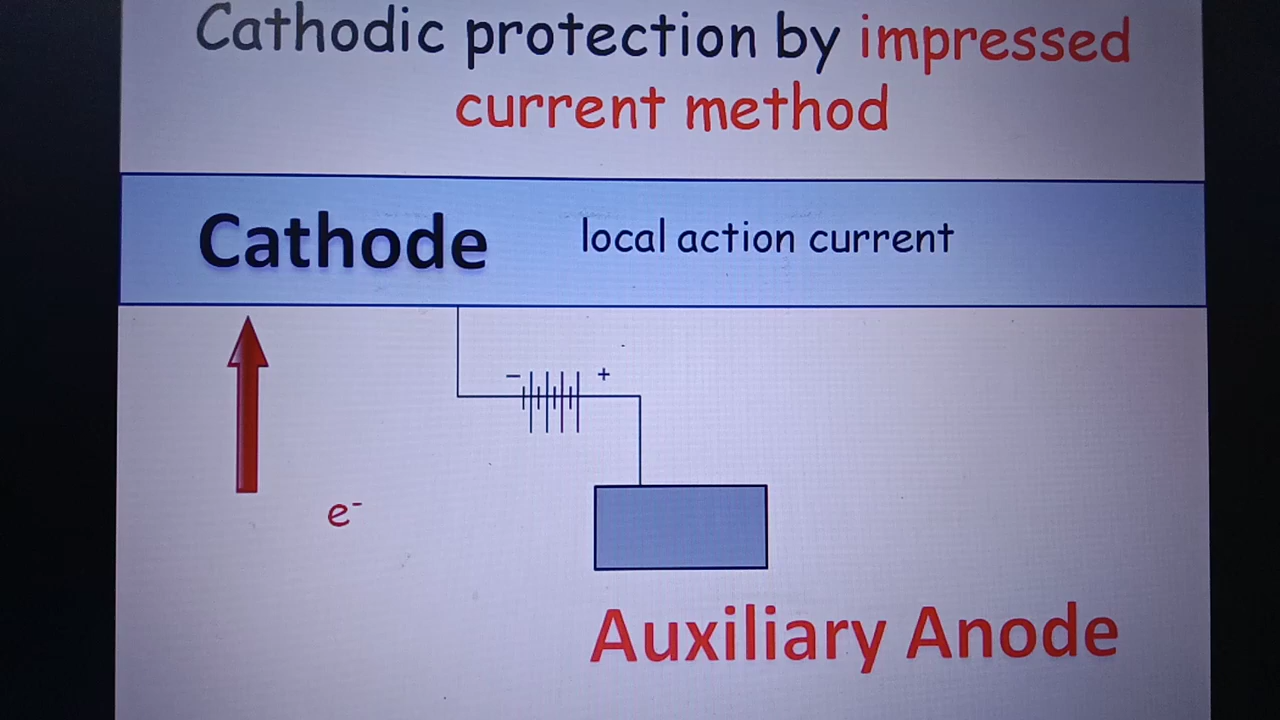 Cathodic protection by impressed
current method
Cathode local action current
− +
e⁻
Auxiliary Anode